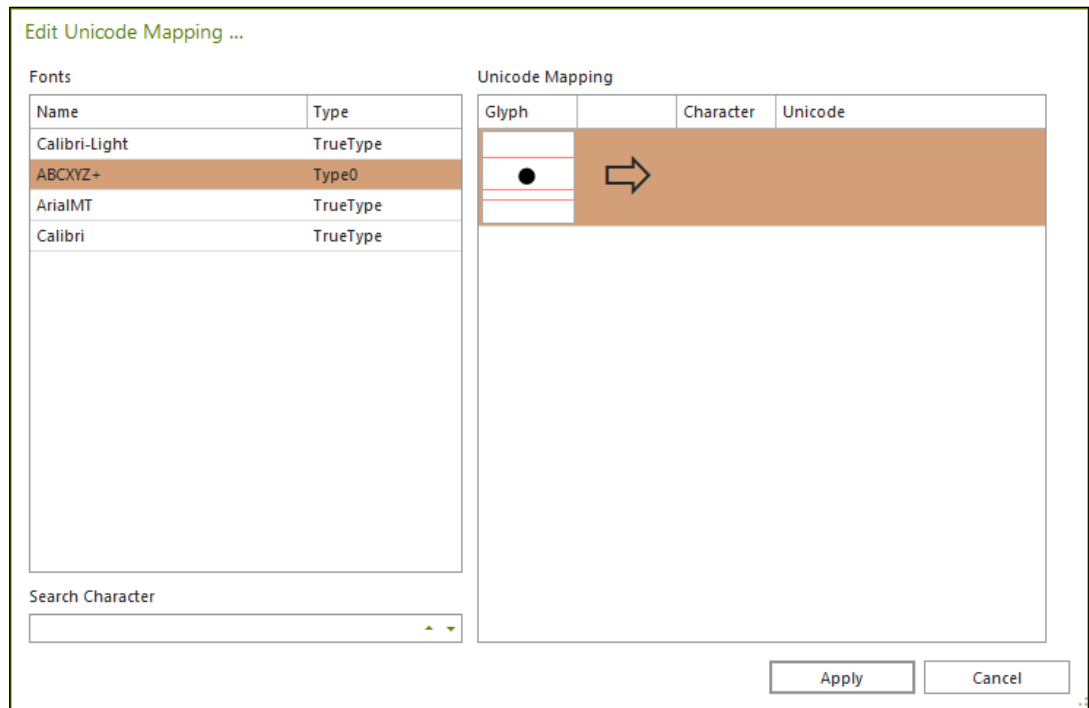 Edit Unicode Mapping ...
Fonts
Name Type
Calibri-Light TrueType
ABCXYZ+ Type0
ArialMT TrueType
Calibri TrueType
Search Character
Unicode Mapping
Glyph Character Unicode
Apply Cancel